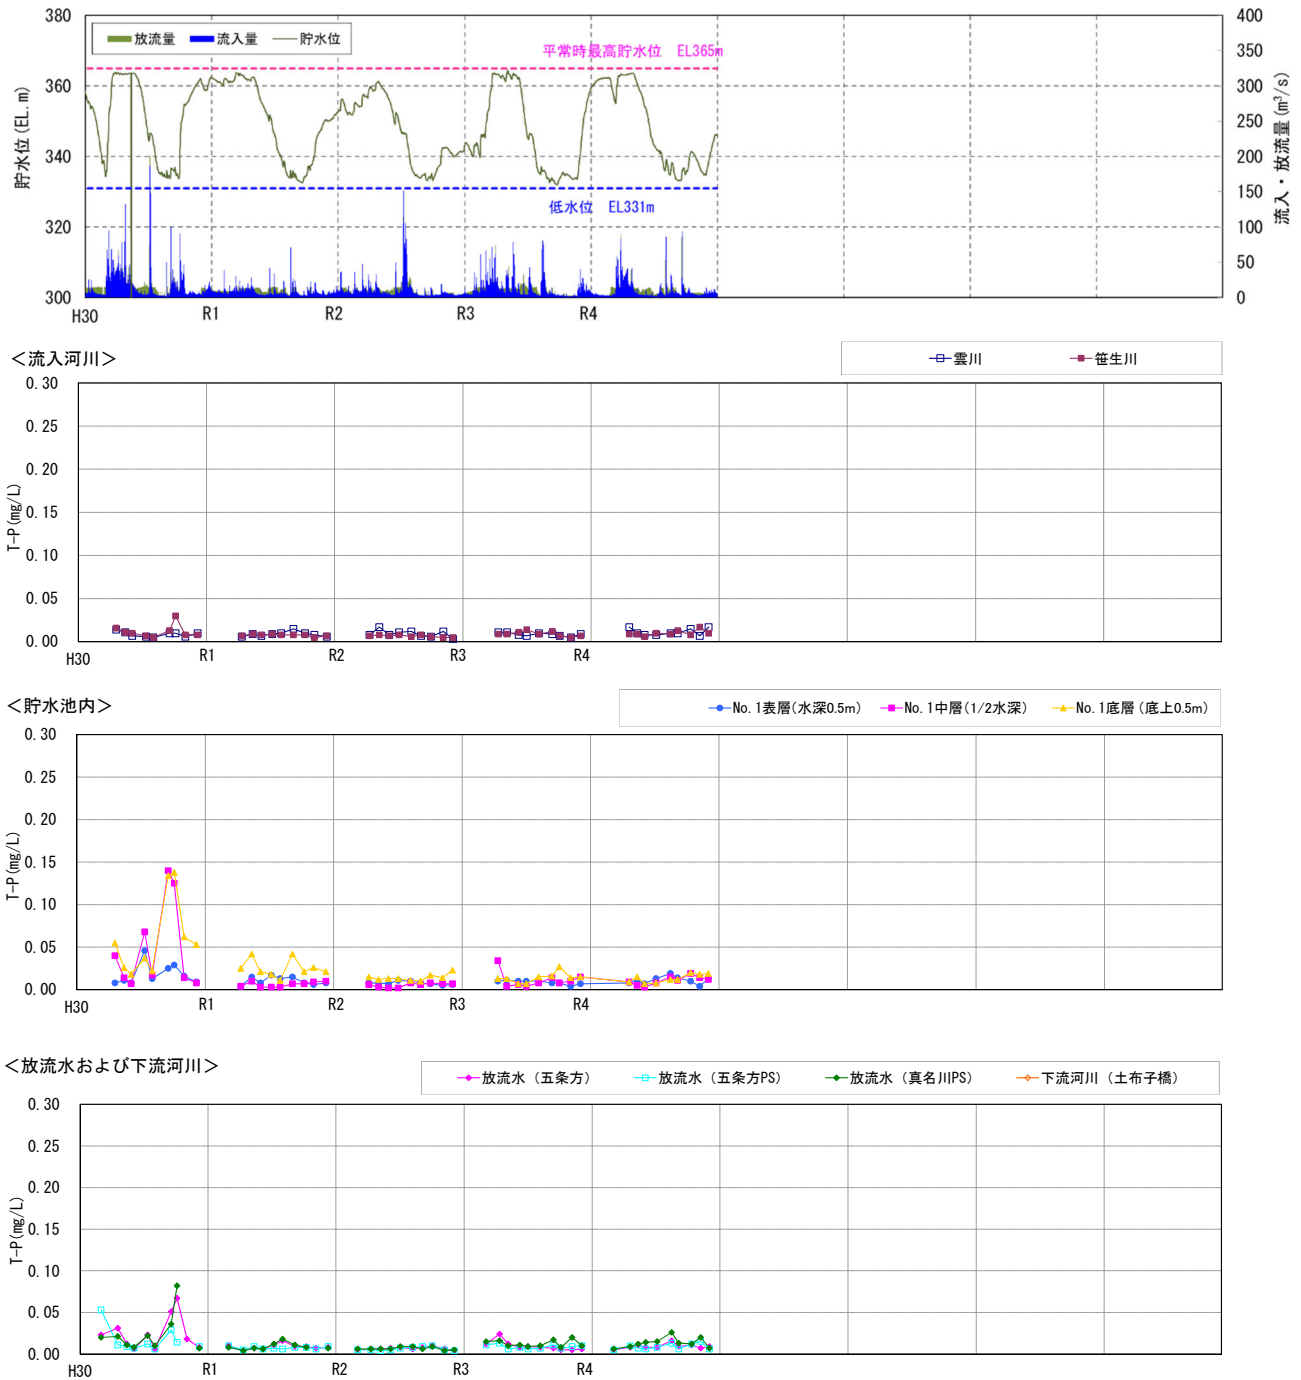 放流量 流入量 貯水位
平常時最高貯水位 EL365m
低水位 EL331m
貯水位(EL.m)
380
360
340
320
300
流入・放流量(m³/s)
400
350
300
250
200
150
100
50
0
H30 R1 R2 R3 R4
＜流入河川＞
雲川 笹生川
T-P(mg/L)
0.30
0.25
0.20
0.15
0.10
0.05
0.00
H30 R1 R2 R3 R4
＜貯水池内＞
No.1表層(水深0.5m) No.1中層(1/2水深) No.1底層(底上0.5m)
T-P(mg/L)
0.30
0.25
0.20
0.15
0.10
0.05
0.00
H30 R1 R2 R3 R4
＜放流水および下流河川＞
放流水（五条方） 放流水（五条方PS） 放流水（真名川PS） 下流河川（土布子橋）
T-P(mg/L)
0.30
0.25
0.20
0.15
0.10
0.05
0.00
H30 R1 R2 R3 R4